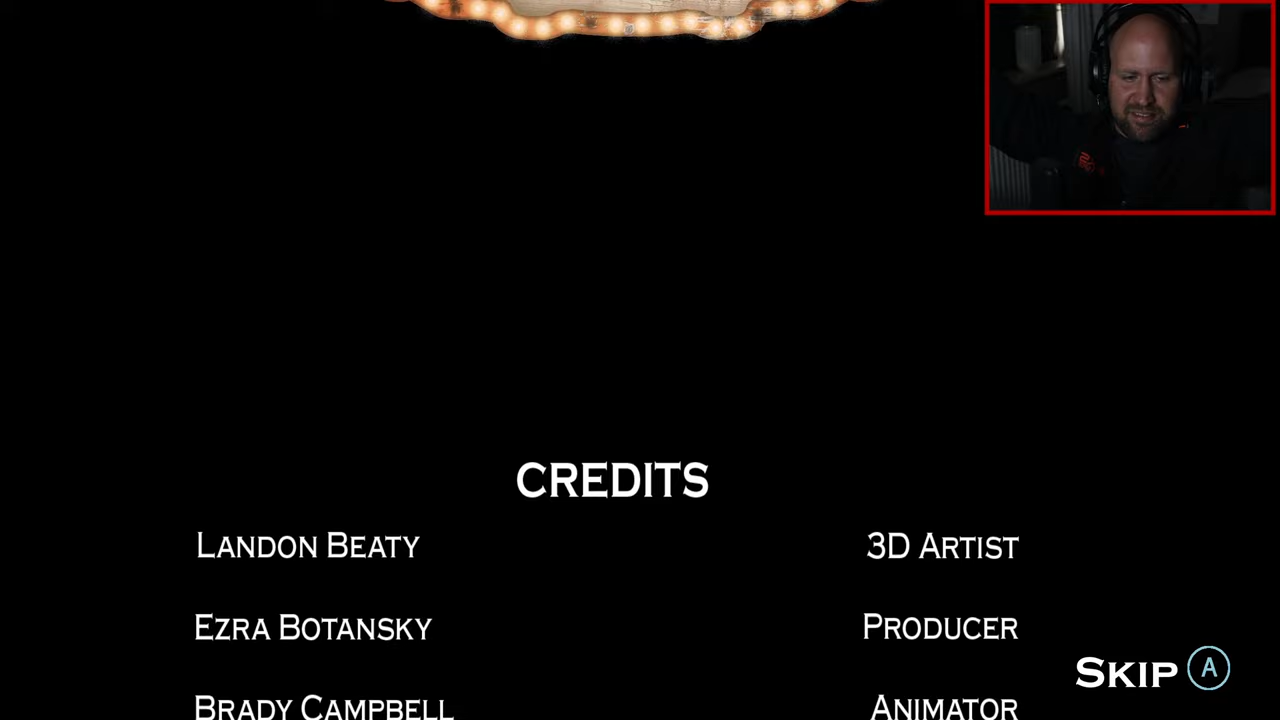 CREDITS
LANDON BEATY 3D ARTIST
EZRA BOTANSKY PRODUCER
BRADY CAMPBELL ANIMATOR
SKIP A